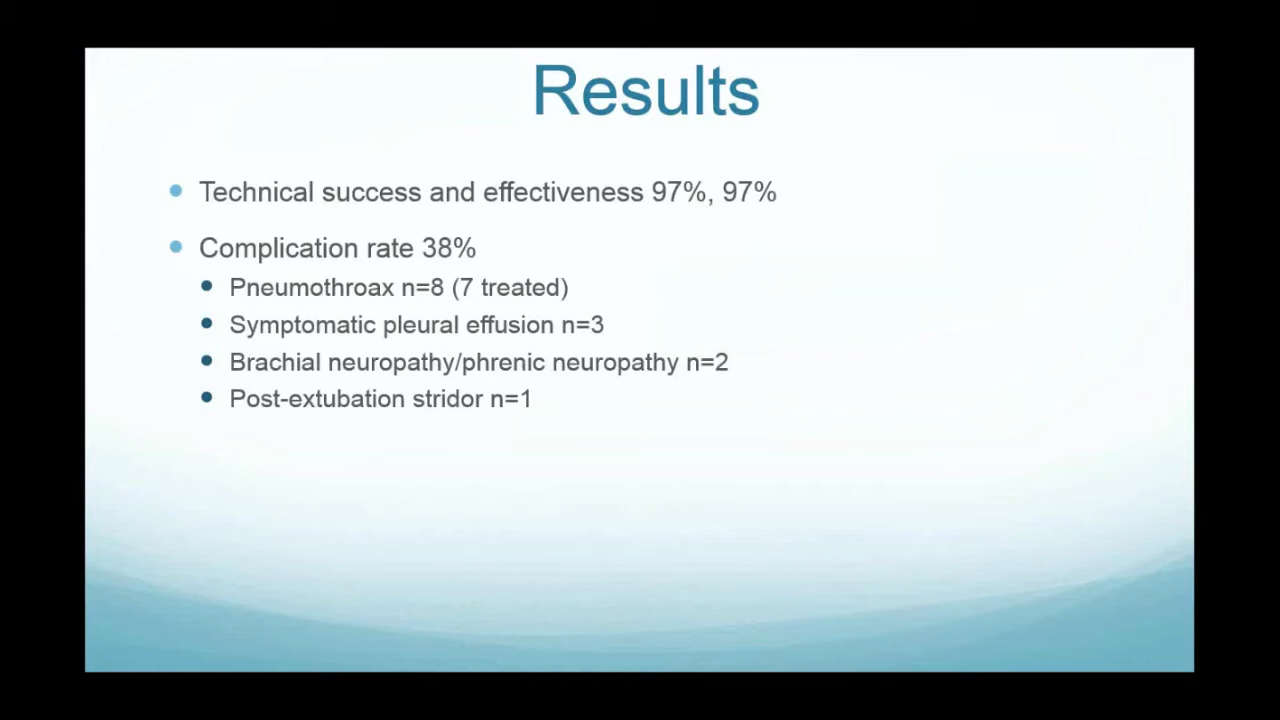 Results
Technical success and effectiveness 97%, 97%
Complication rate 38%
Pneumothroax n=8 (7 treated)
Symptomatic pleural effusion n=3
Brachial neuropathy/phrenic neuropathy n=2
Post-extubation stridor n=1